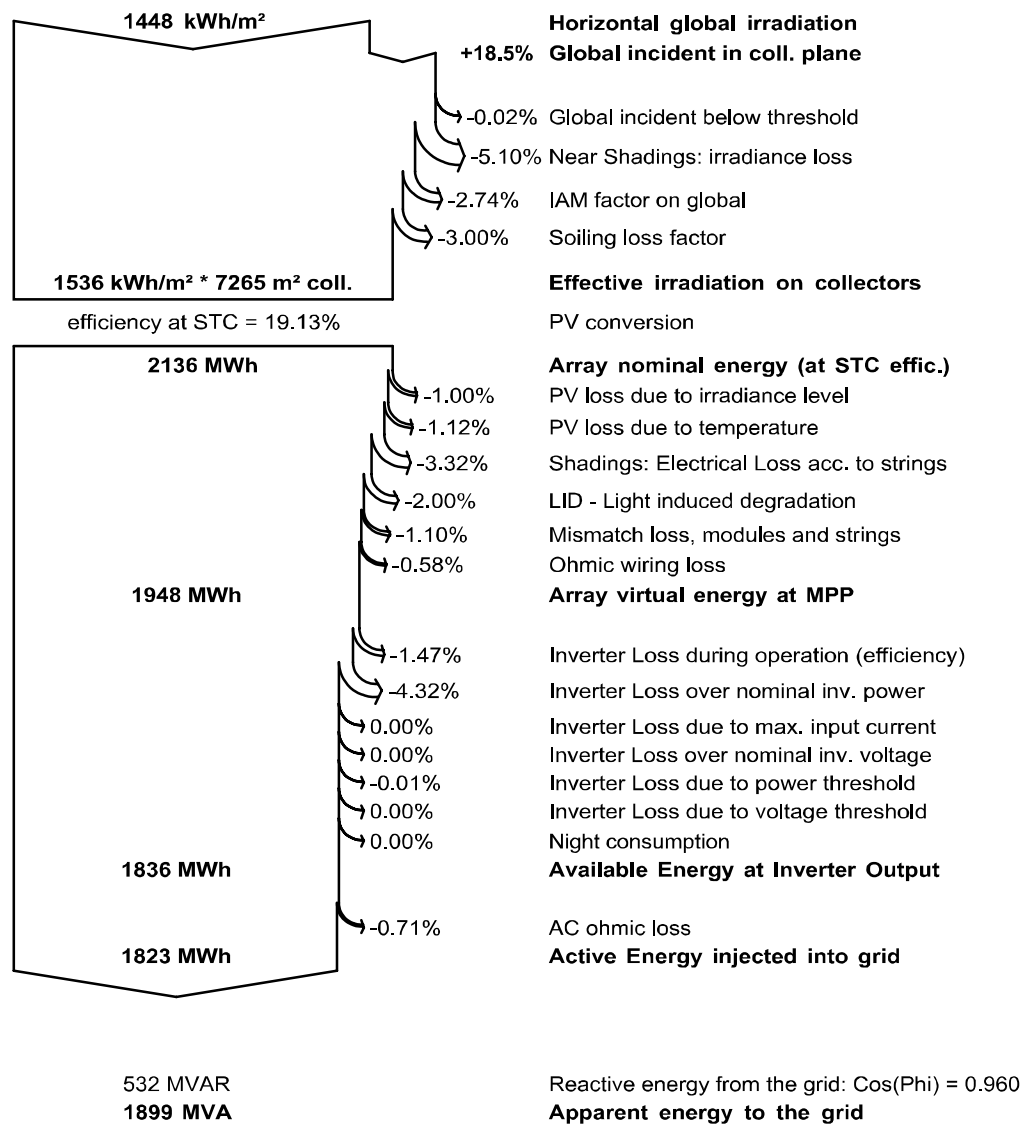 1448 kWh/m² Horizontal global irradiation
+18.5% Global incident in coll. plane
-0.02% Global incident below threshold
-5.10% Near Shadings: irradiance loss
-2.74% IAM factor on global
-3.00% Soiling loss factor
1536 kWh/m² * 7265 m² coll. Effective irradiation on collectors
efficiency at STC = 19.13% PV conversion
2136 MWh Array nominal energy (at STC effic.)
-1.00% PV loss due to irradiance level
-1.12% PV loss due to temperature
-3.32% Shadings: Electrical Loss acc. to strings
-2.00% LID - Light induced degradation
-1.10% Mismatch loss, modules and strings
-0.58% Ohmic wiring loss
1948 MWh Array virtual energy at MPP
-1.47% Inverter Loss during operation (efficiency)
-4.32% Inverter Loss over nominal inv. power
0.00% Inverter Loss due to max. input current
0.00% Inverter Loss over nominal inv. voltage
-0.01% Inverter Loss due to power threshold
0.00% Inverter Loss due to voltage threshold
0.00% Night consumption
1836 MWh Available Energy at Inverter Output
-0.71% AC ohmic loss
1823 MWh Active Energy injected into grid
532 MVAR Reactive energy from the grid: Cos(Phi) = 0.960
1899 MVA Apparent energy to the grid